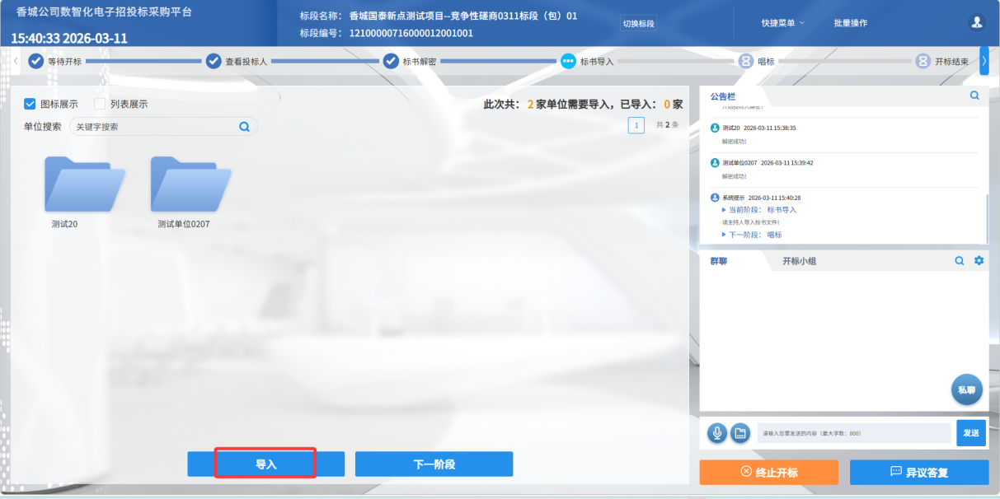 香城公司数智化电子招投标采购平台
15:40:33 2026-03-11
标段名称： 香城国泰新点测试项目--竞争性磋商0311标段（包）01
标段编号： 12100000716000012001001
切换标段
快捷菜单
批量操作
等待开标
查看投标人
标书解密
标书导入
唱标
开标结束
图标展示
列表展示
此次共： 2 家单位需要导入，已导入： 0 家
单位搜索
关键字搜索
1
共 2 条
测试20
测试单位0207
导入
下一阶段
公告栏
测试20 2026-03-11 15:38:35
解密成功!
测试单位0207 2026-03-11 15:39:42
解密成功!
系统提示 2026-03-11 15:40:28
当前阶段： 标书导入
请主持人导入标书文件!
下一阶段： 唱标
群聊
开标小组
私聊
请输入您要发送的内容（最大字数：800）
发送
终止开标
异议答复